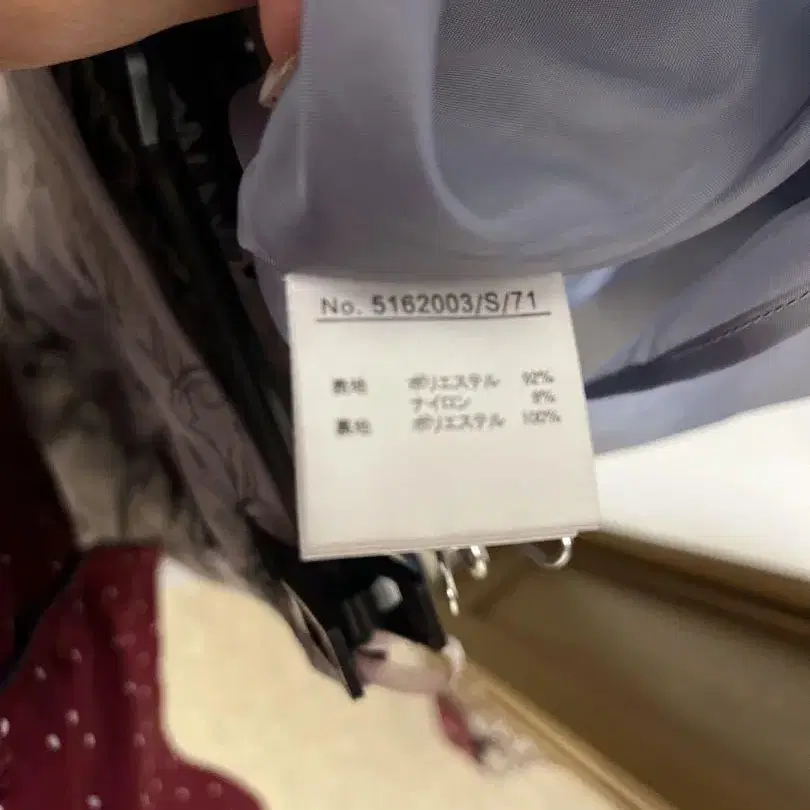 No. 5162003/S/71
表地 ポリエステル 92%
ナイロン 8%
裏地 ポリエステル 100%